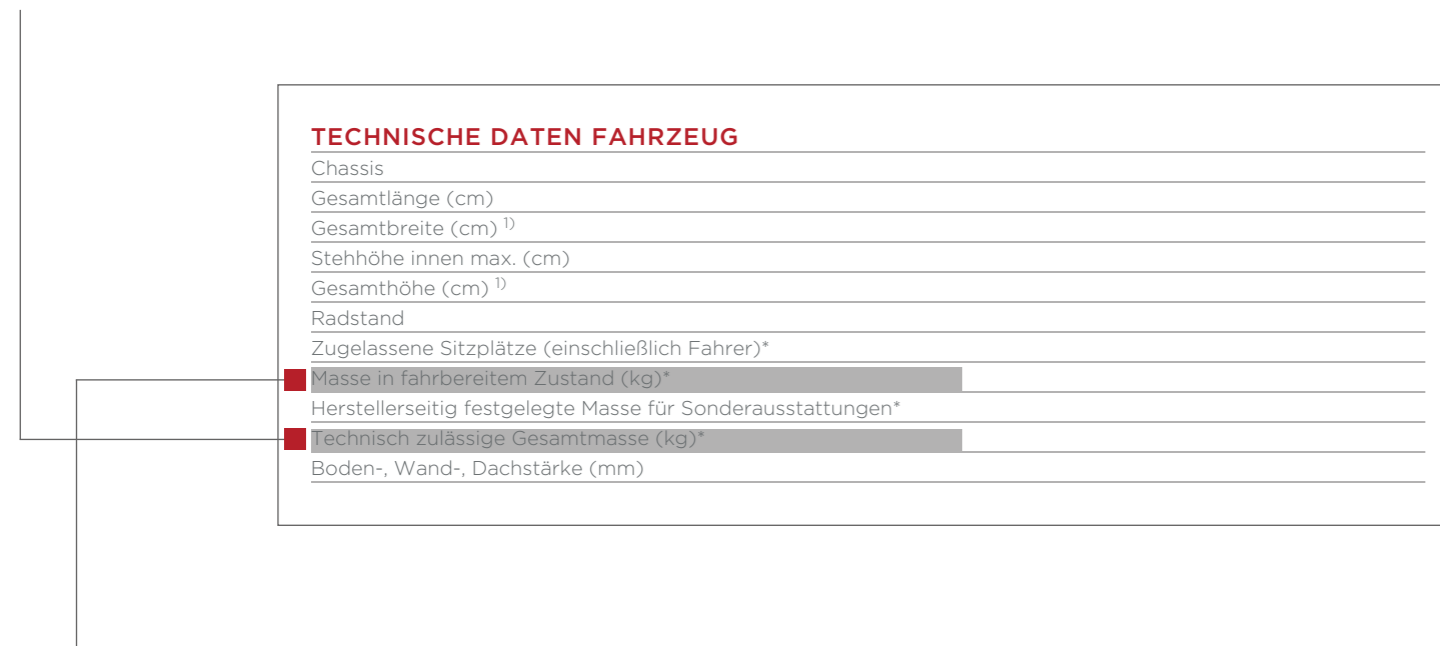 TECHNISCHE DATEN FAHRZEUG
Chassis
Gesamtlänge (cm)
Gesamtbreite (cm) 1)
Stehhöhe innen max. (cm)
Gesamthöhe (cm) 1)
Radstand
Zugelassene Sitzplätze (einschließlich Fahrer)*
Masse in fahrbereitem Zustand (kg)*
Herstellerseitig festgelegte Masse für Sonderausstattungen*
Technisch zulässige Gesamtmasse (kg)*
Boden-, Wand-, Dachstärke (mm)